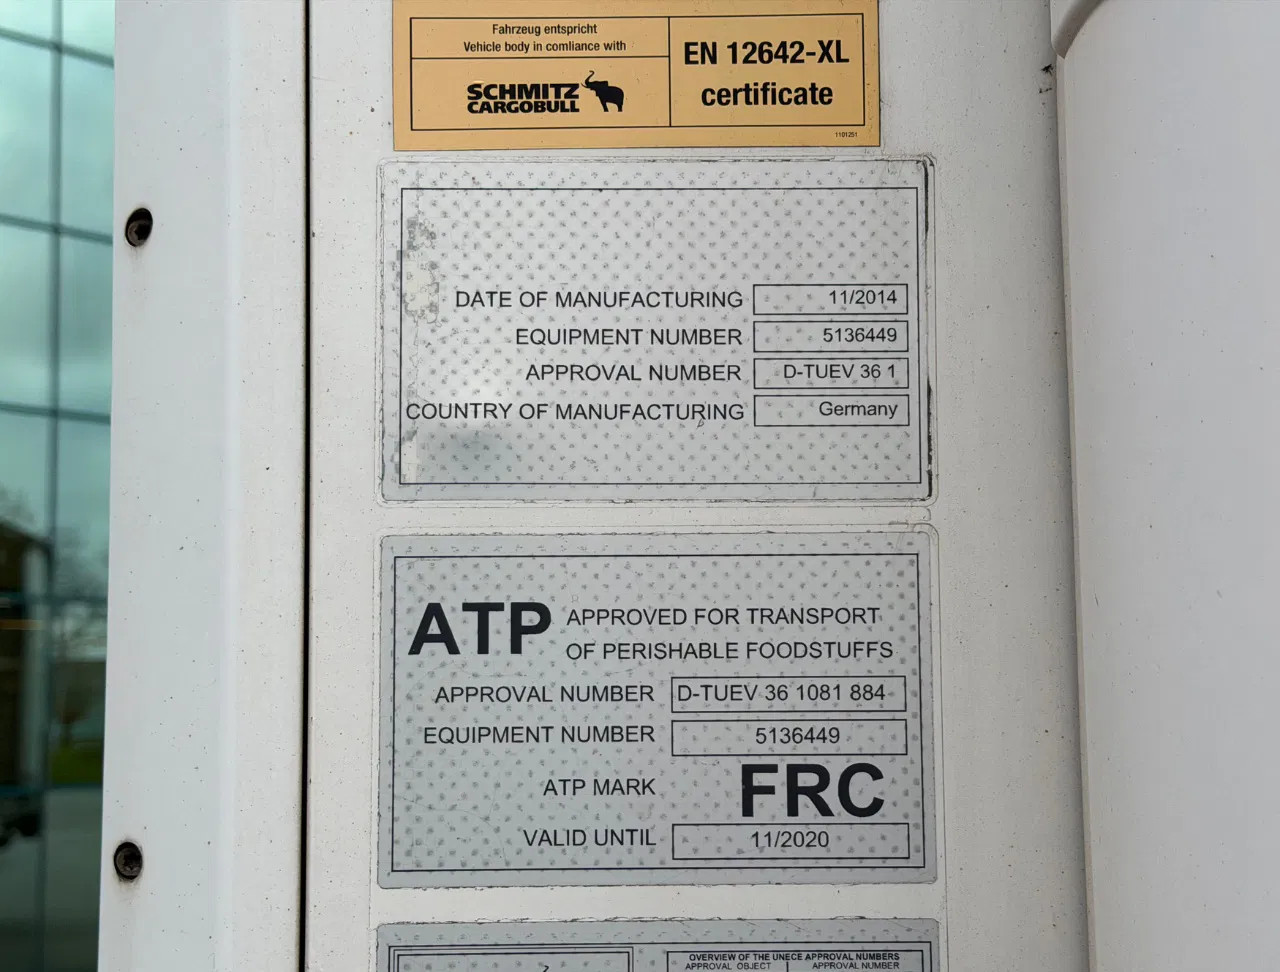 Fahrzeug entspricht
Vehicle body in comliance with
SCHMITZ
CARGOBULL
EN 12642-XL
certificate
1101251
DATE OF MANUFACTURING 11/2014
EQUIPMENT NUMBER 5136449
APPROVAL NUMBER D-TUEV 36 1
COUNTRY OF MANUFACTURING Germany
ATP APPROVED FOR TRANSPORT
OF PERISHABLE FOODSTUFFS
APPROVAL NUMBER D-TUEV 36 1081 884
EQUIPMENT NUMBER 5136449
ATP MARK FRC
VALID UNTIL 11/2020
OVERVIEW OF THE UNECE APPROVAL NUMBERS
APPROVAL OBJECT APPROVAL NUMBER